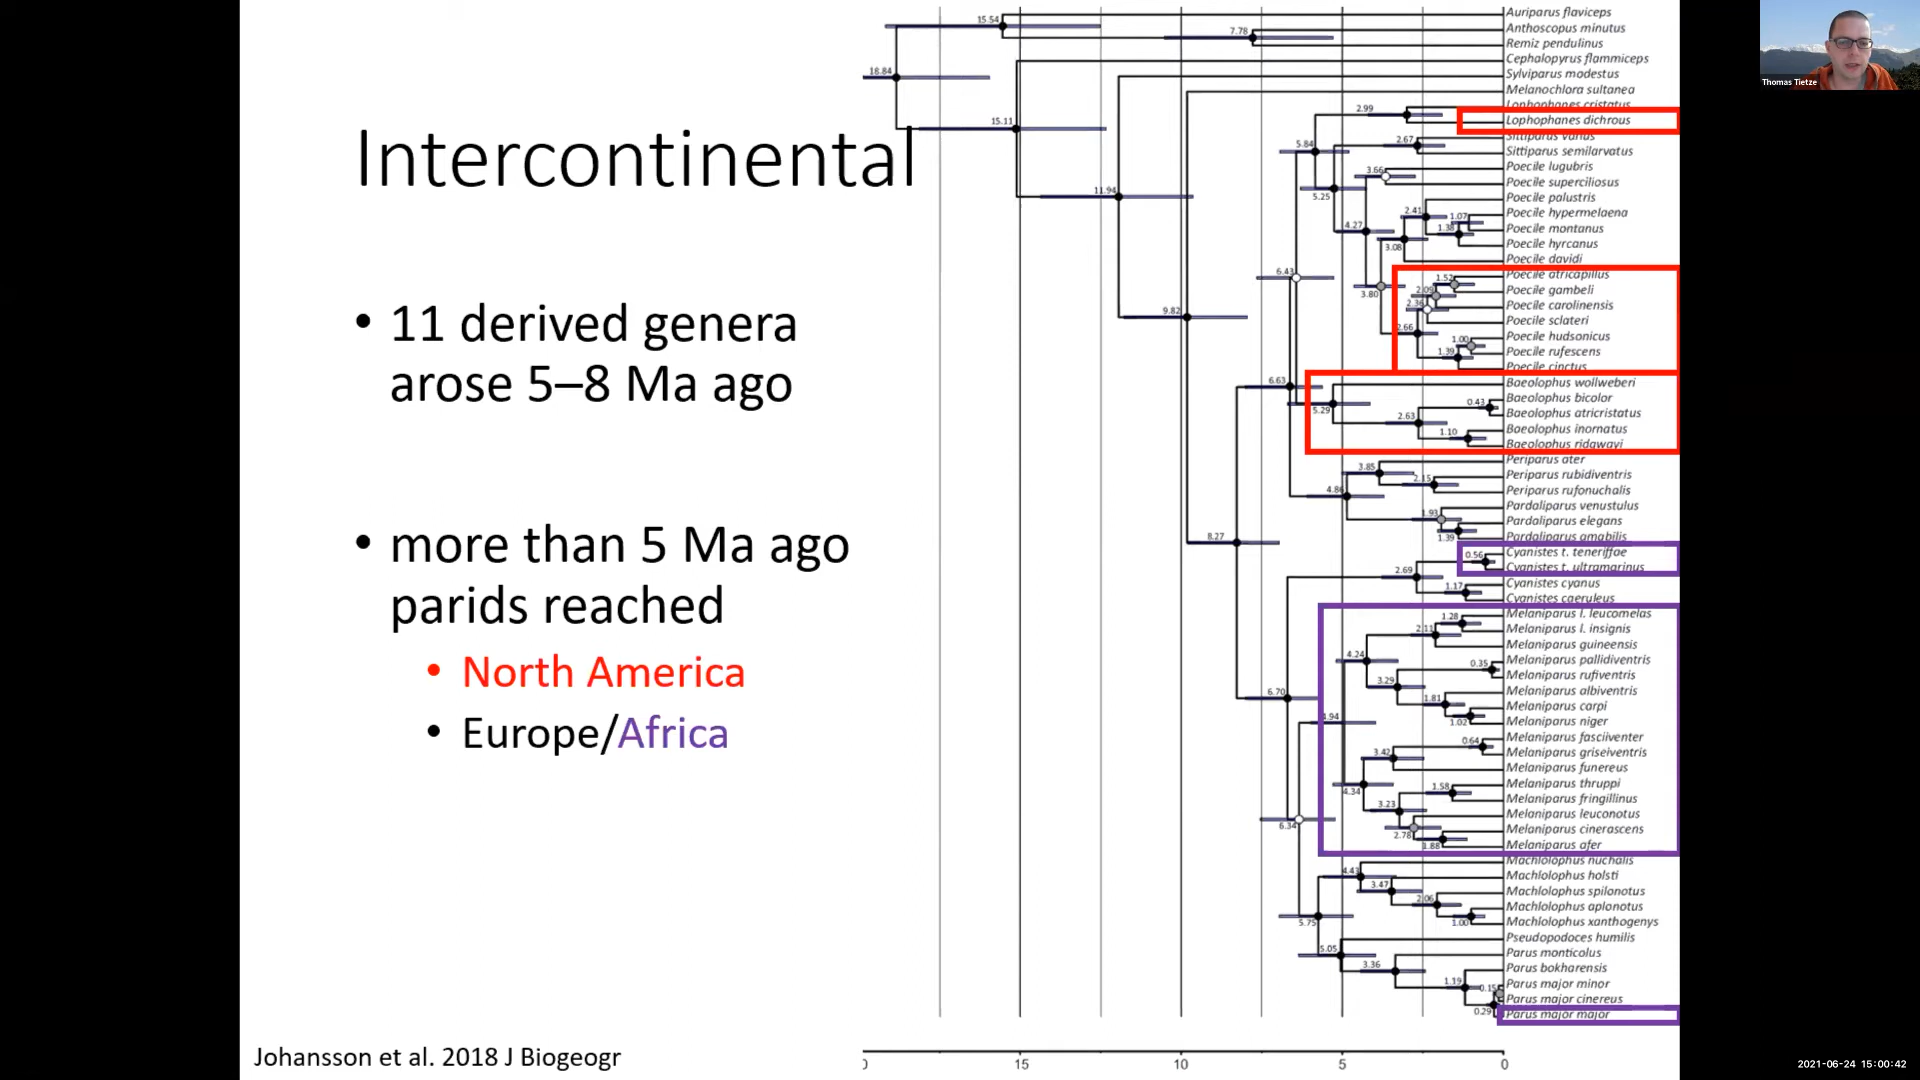 Intercontinental
• 11 derived genera
arose 5–8 Ma ago
• more than 5 Ma ago
parids reached
• North America
• Europe/Africa
Johansson et al. 2018 J Biogeogr
Auriparus flaviceps
Anthoscopus minutus
Remiz pendulinus
Cephalopyrus flammiceps
Sylviparus modestus
Melanochlora sultanea
Lophophanes cristatus
Lophophanes dichrous
Sittiparus varius
Sittiparus semilarvatus
Poecile lugubris
Poecile superciliosus
Poecile palustris
Poecile hypermelaena
Poecile montanus
Poecile hyrcanus
Poecile davidi
Poecile atricapillus
Poecile gambeli
Poecile carolinensis
Poecile sclateri
Poecile hudsonicus
Poecile rufescens
Poecile cinctus
Baeolophus wollweberi
Baeolophus bicolor
Baeolophus atricristatus
Baeolophus inornatus
Baeolophus ridgwayi
Periparus ater
Periparus rubidiventris
Periparus rufonuchalis
Pardaliparus venustulus
Pardaliparus elegans
Pardaliparus amabilis
Cyanistes t. teneriffae
Cyanistes t. ultramarinus
Cyanistes cyanus
Cyanistes caeruleus
Melaniparus l. leucomelas
Melaniparus l. insignis
Melaniparus guineensis
Melaniparus pallidiventris
Melaniparus rufiventris
Melaniparus albiventris
Melaniparus carpi
Melaniparus niger
Melaniparus fasciiventer
Melaniparus griseiventris
Melaniparus funereus
Melaniparus thruppi
Melaniparus fringillinus
Melaniparus leuconotus
Melaniparus cinerascens
Melaniparus afer
Machlolophus nuchalis
Machlolophus holsti
Machlolophus spilonotus
Machlolophus aplonotus
Machlolophus xanthogenys
Pseudopodoces humilis
Parus monticolus
Parus bokharensis
Parus major minor
Parus major cinereus
Parus major major
15.54
7.78
18.84
15.11
11.94
9.82
8.27
2.99
5.84
2.67
5.25
3.66
4.27
2.41
1.07
1.38
3.08
6.43
3.80
1.52
2.09
2.36
2.66
1.00
1.39
6.63
5.29
0.43
2.63
1.10
3.85
2.15
4.86
1.93
1.39
0.56
2.69
1.17
1.28
2.11
4.24
0.35
3.29
1.81
1.02
6.70
4.94
0.64
3.42
4.34
1.58
3.23
2.78
1.88
6.34
4.43
3.47
2.06
1.00
5.75
5.05
3.36
1.19
0.15
0.29
15 10 5 0
Thomas Tietze
2021-06-24 15:00:42